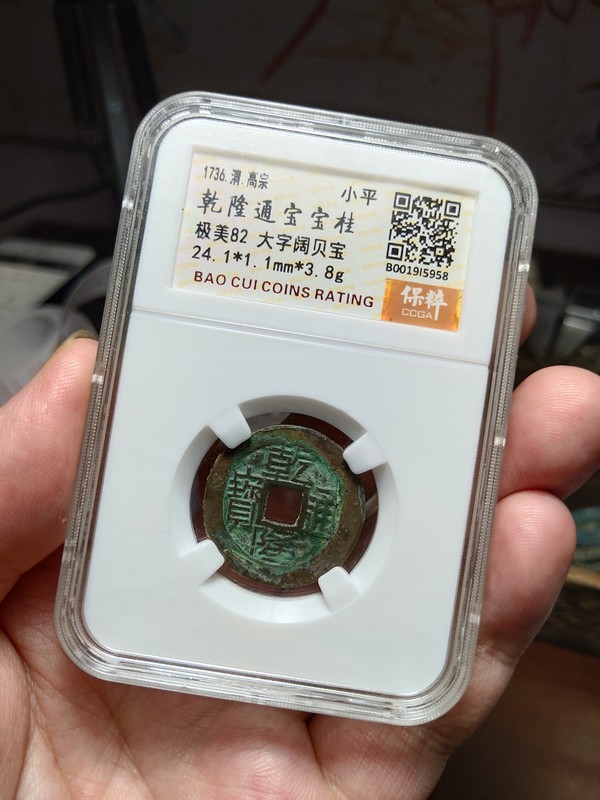 1736.清.高宗
小平
乾隆通宝宝桂
极美82 大字阔贝宝
24.1*1.1mm*3.8g
BAO CUI COINS RATING
B0019I5958
保粹
CCGA
乾隆通寶